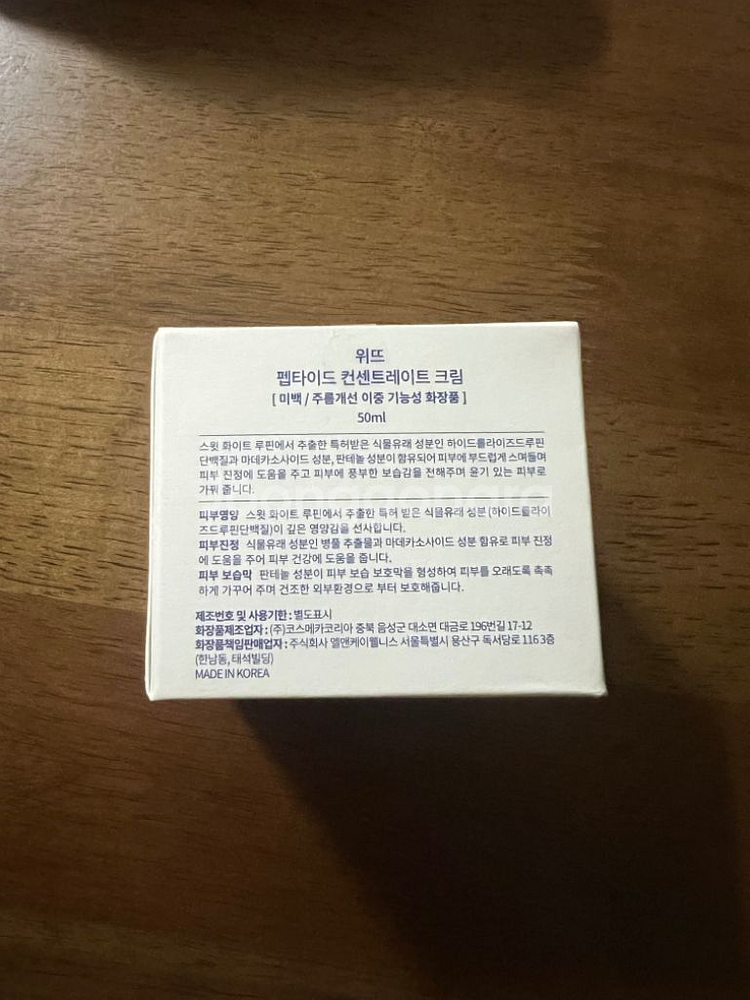 위뜨
펩타이드 컨센트레이트 크림
[ 미백 / 주름개선 이중 기능성 화장품 ]
50ml
스윗 화이트 루핀에서 추출한 특허받은 식물유래 성분인 하이드롤라이즈드루핀
단백질과 마데카소사이드 성분, 판테놀 성분이 함유되어 피부에 부드럽게 스며들며
피부 진정에 도움을 주고 피부에 풍부한 보습감을 전해주며 윤기 있는 피부로
가꿔 줍니다.
피부영양 스윗 화이트 루핀에서 추출한 특허 받은 식물유래 성분(하이드롤라이
즈드루핀단백질)이 깊은 영양감을 선사합니다.
피부진정 식물유래 성분인 병풀 추출물과 마데카소사이드 성분 함유로 피부 진정
에 도움을 주어 피부 건강에 도움을 줍니다.
피부 보습막 판테놀 성분이 피부 보습 보호막을 형성하여 피부를 오래도록 촉촉
하게 가꾸어 주며 건조한 외부환경으로 부터 보호해줍니다.
제조번호 및 사용기한 : 별도표시
화장품제조업자 : (주)코스메카코리아 충북 음성군 대소면 대금로 196번길 17-12
화장품책임판매업자 : 주식회사 엘앤케이웰니스 서울특별시 용산구 독서당로 116 3층
(한남동, 태석빌딩)
MADE IN KOREA